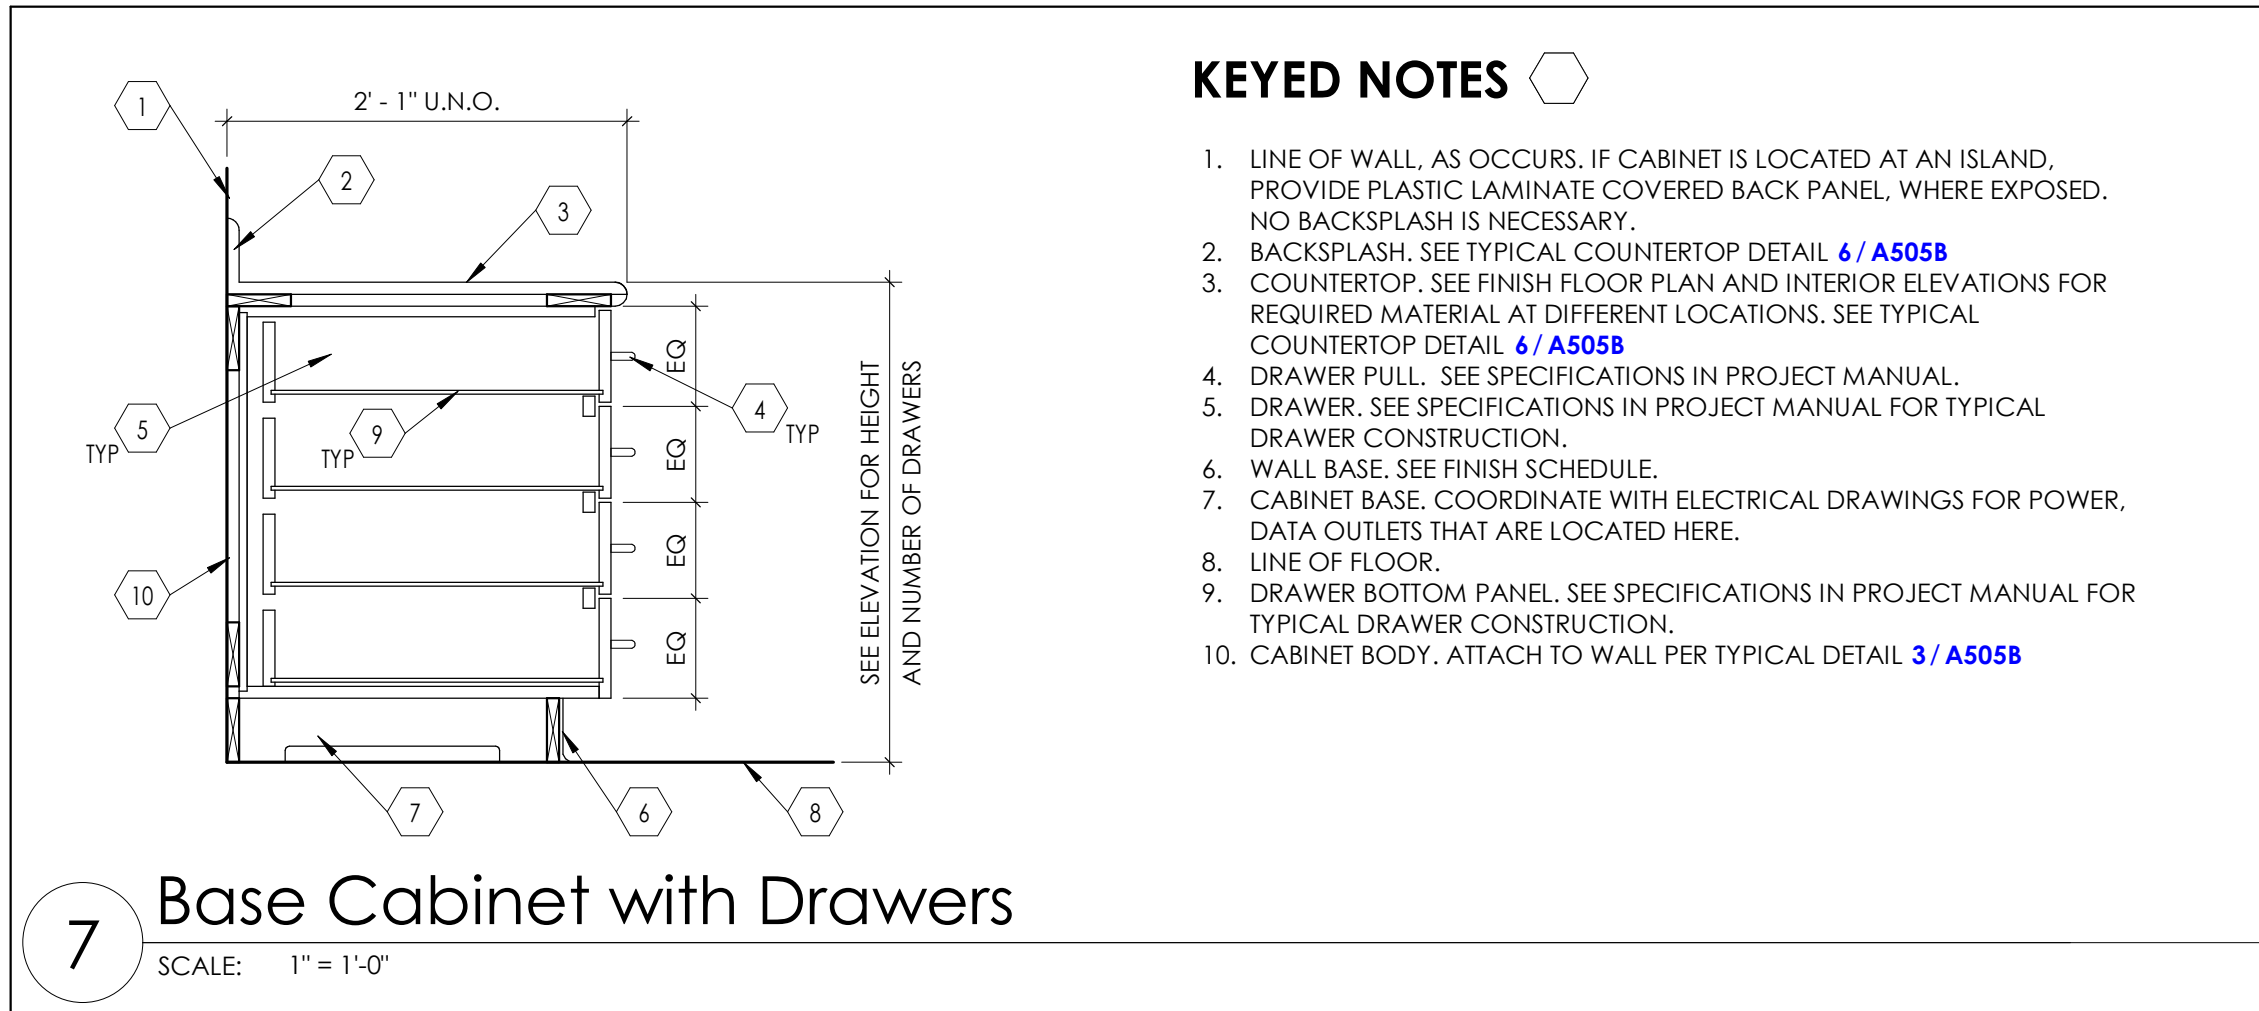 1
2' - 1" U.N.O.
2
3
EQ
EQ
EQ
EQ
4
TYP
5
TYP
9
TYP
10
SEE ELEVATION FOR HEIGHT
AND NUMBER OF DRAWERS
7
6
8
7
Base Cabinet with Drawers
SCALE: 1" = 1'-0"
KEYED NOTES
1. LINE OF WALL, AS OCCURS. IF CABINET IS LOCATED AT AN ISLAND,
PROVIDE PLASTIC LAMINATE COVERED BACK PANEL, WHERE EXPOSED.
NO BACKSPLASH IS NECESSARY.
2. BACKSPLASH. SEE TYPICAL COUNTERTOP DETAIL 6 / A505B
3. COUNTERTOP. SEE FINISH FLOOR PLAN AND INTERIOR ELEVATIONS FOR
REQUIRED MATERIAL AT DIFFERENT LOCATIONS. SEE TYPICAL
COUNTERTOP DETAIL 6 / A505B
4. DRAWER PULL. SEE SPECIFICATIONS IN PROJECT MANUAL.
5. DRAWER. SEE SPECIFICATIONS IN PROJECT MANUAL FOR TYPICAL
DRAWER CONSTRUCTION.
6. WALL BASE. SEE FINISH SCHEDULE.
7. CABINET BASE. COORDINATE WITH ELECTRICAL DRAWINGS FOR POWER,
DATA OUTLETS THAT ARE LOCATED HERE.
8. LINE OF FLOOR.
9. DRAWER BOTTOM PANEL. SEE SPECIFICATIONS IN PROJECT MANUAL FOR
TYPICAL DRAWER CONSTRUCTION.
10. CABINET BODY. ATTACH TO WALL PER TYPICAL DETAIL 3 / A505B